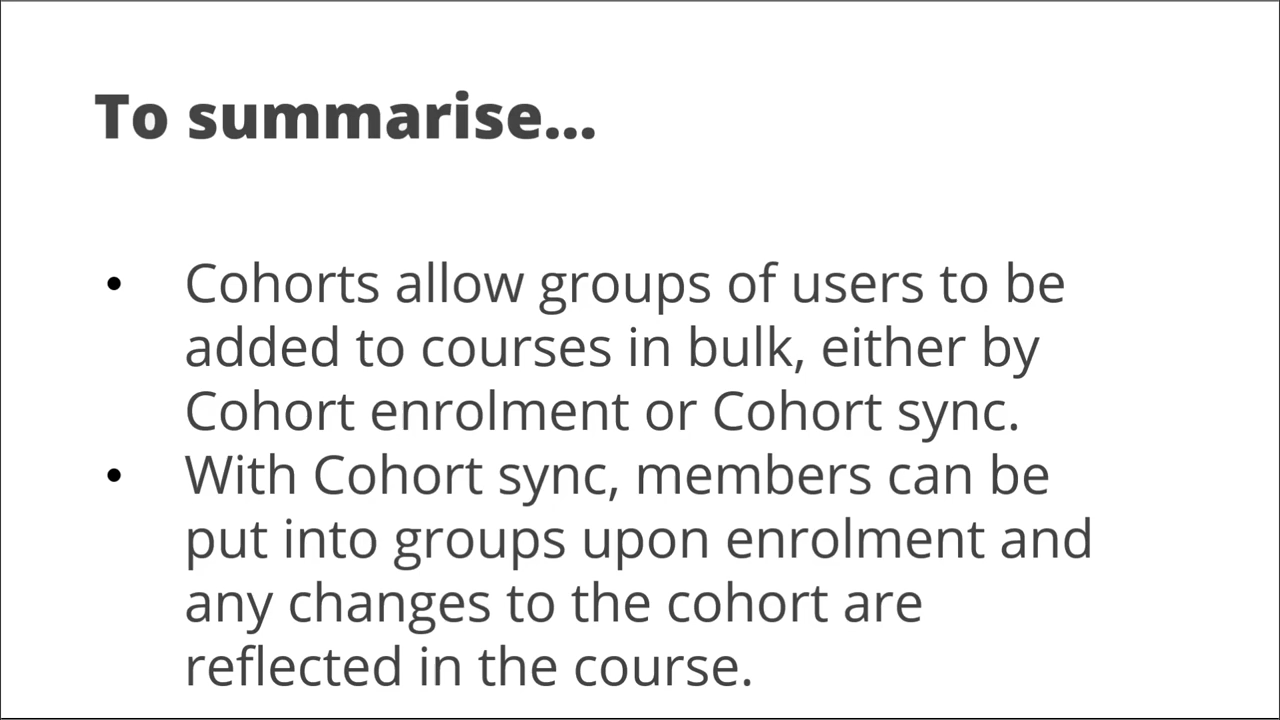 To summarise...
• Cohorts allow groups of users to be
added to courses in bulk, either by
Cohort enrolment or Cohort sync.
• With Cohort sync, members can be
put into groups upon enrolment and
any changes to the cohort are
reflected in the course.